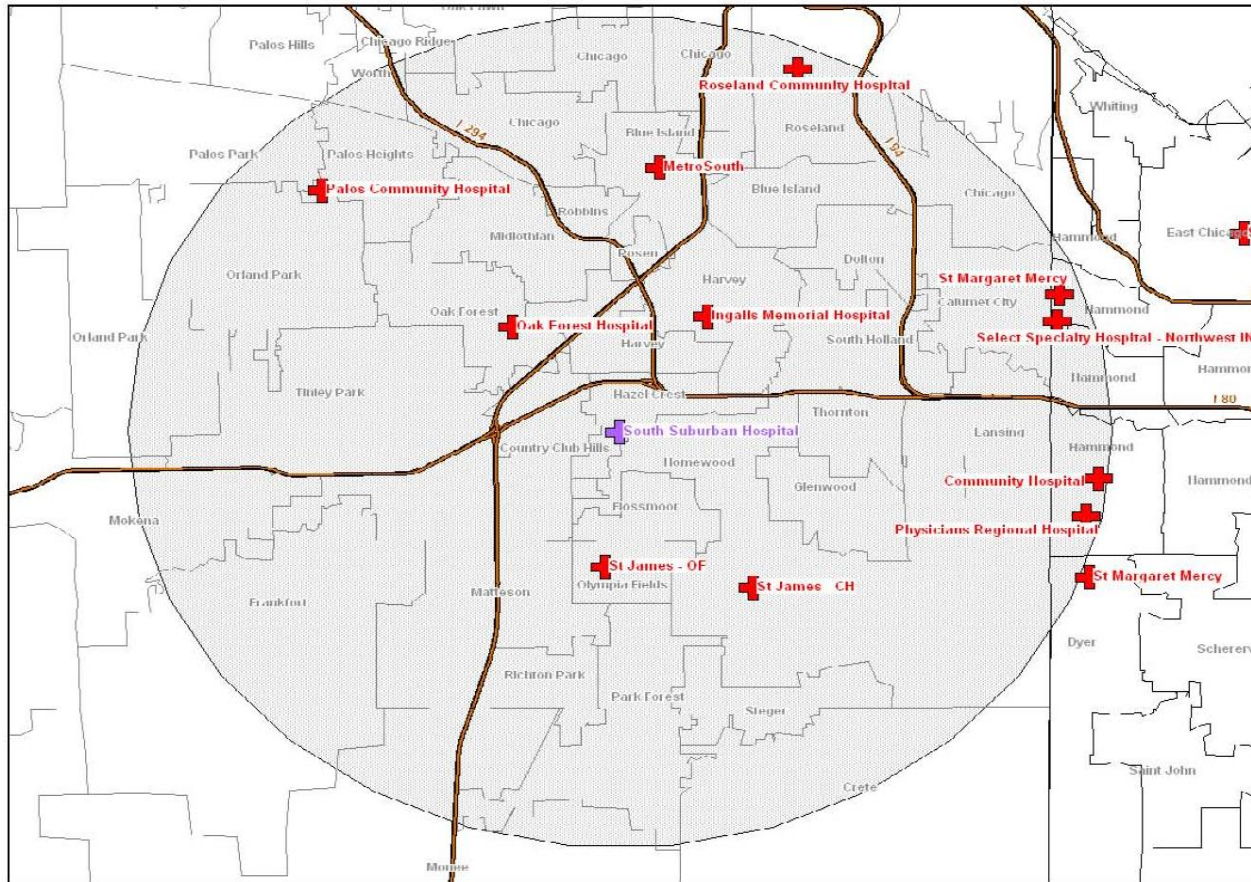 Oak Lawn
Palos Hills
Chicago Ridge
Chicago
Chicago
Worth
Roseland Community Hospital
Whiting
Chicago
I 294
Blue Island
Roseland
I 94
Palos Park
Palos Heights
MetroSouth
Palos Community Hospital
Blue Island
Chicago
Robbins
Midlothian
Hammond
East Chicago
Rosen
Orland Park
Harvey
Dolton
St Margaret Mercy
Oak Forest
Calumet City
Hammond
Ingalls Memorial Hospital
Oak Forest Hospital
Orland Park
Harvey
South Holland
Select Specialty Hospital - Northwest IN
Hammond
Hammo
Tinley Park
Hazel Crest
I 80
Thornton
South Suburban Hospital
Lansing
Country Club Hills
Hammond
Homewood
Community Hospital
Hammond
Glenwood
Flossmoor
Mokena
Physicians Regional Hospital
St James - OF
St Margaret Mercy
Olympia Fields
St James CH
Matteson
Frankfort
Dyer
Scherer
Richton Park
Park Forest
Steger
Saint John
Crete
Monee